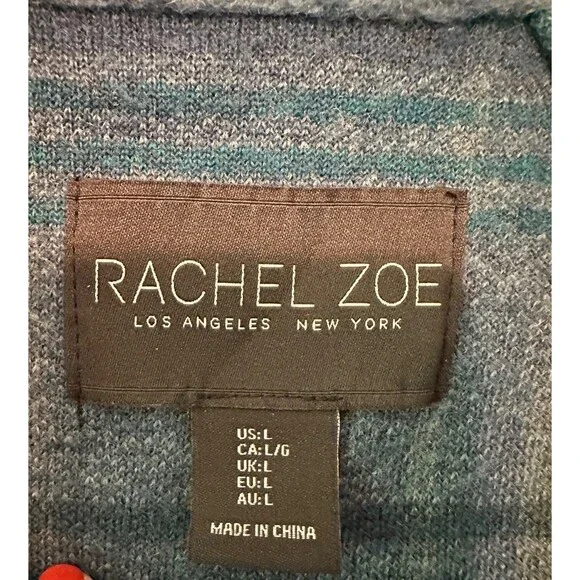 RACHEL ZOE
LOS ANGELES NEW YORK
US: L
CA: L/G
UK: L
EU: L
AU: L
MADE IN CHINA